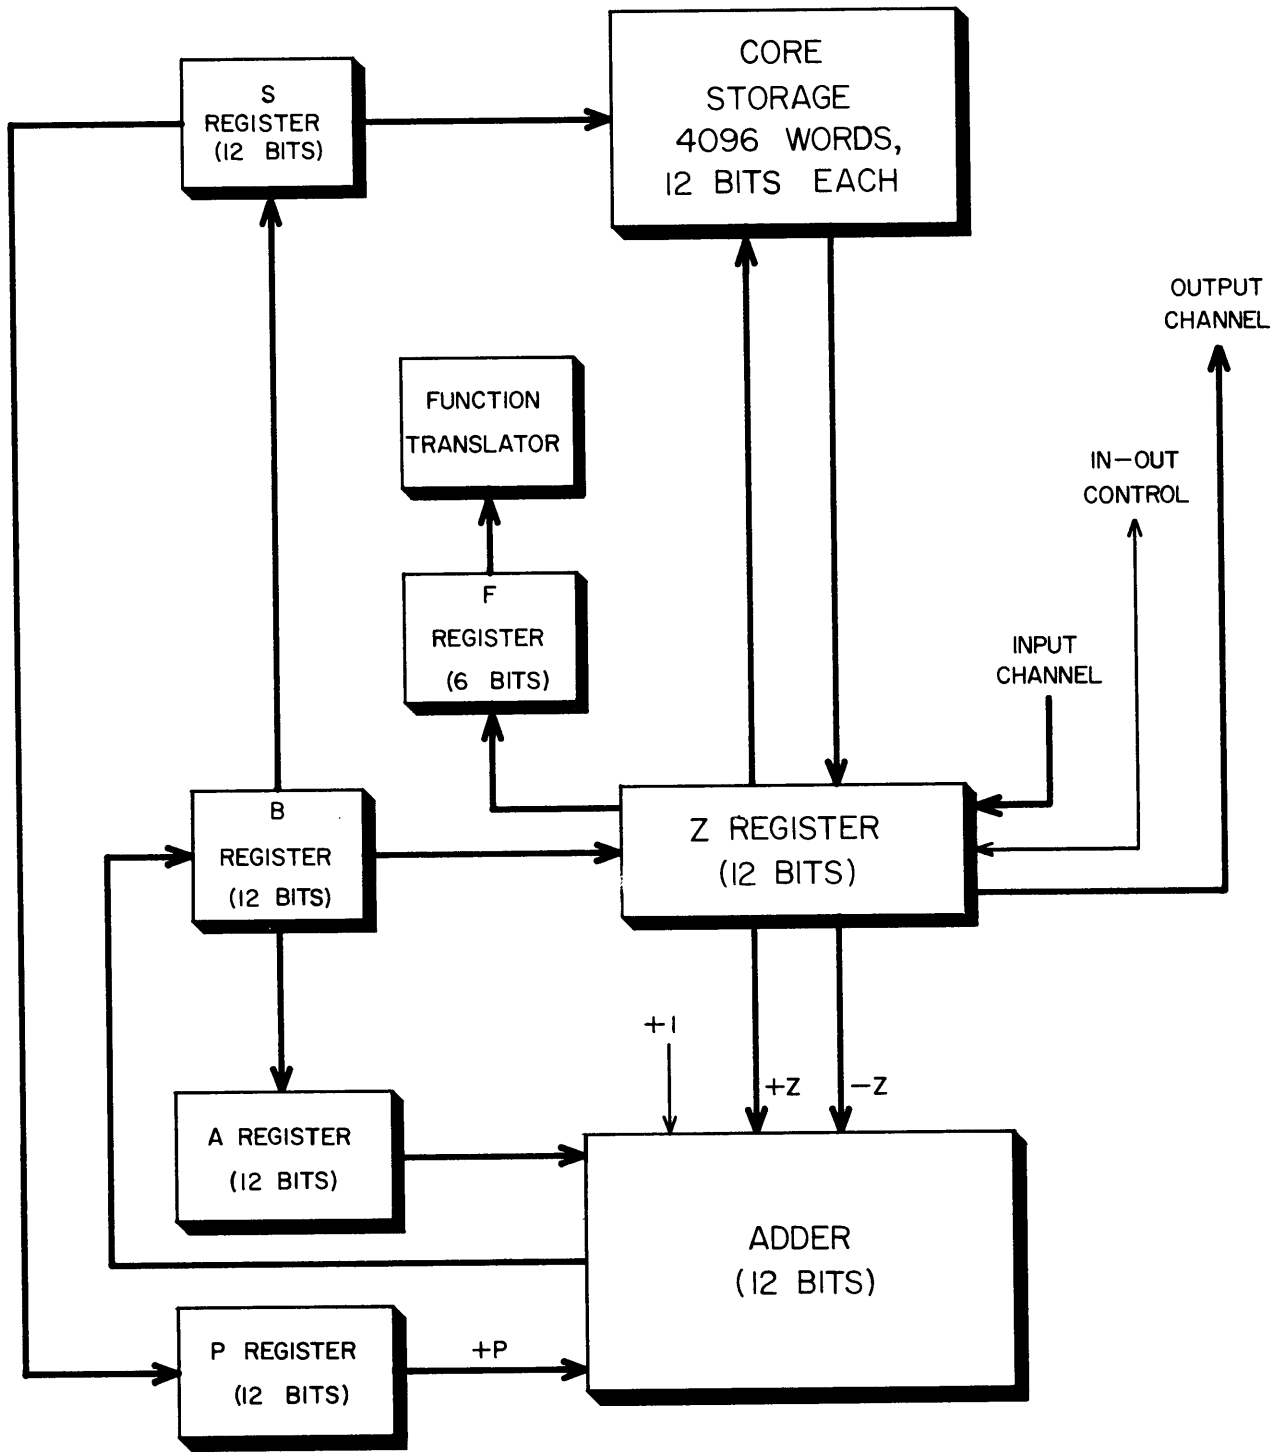 CORE
STORAGE
4096 WORDS,
12 BITS EACH
S
REGISTER
(12 BITS)
OUTPUT
CHANNEL
FUNCTION
TRANSLATOR
IN-OUT
CONTROL
F
REGISTER
(6 BITS)
INPUT
CHANNEL
B
REGISTER
(12 BITS)
Z REGISTER
(12 BITS)
+1
+Z
-Z
A REGISTER
(12 BITS)
ADDER
(12 BITS)
P REGISTER
(12 BITS)
+P